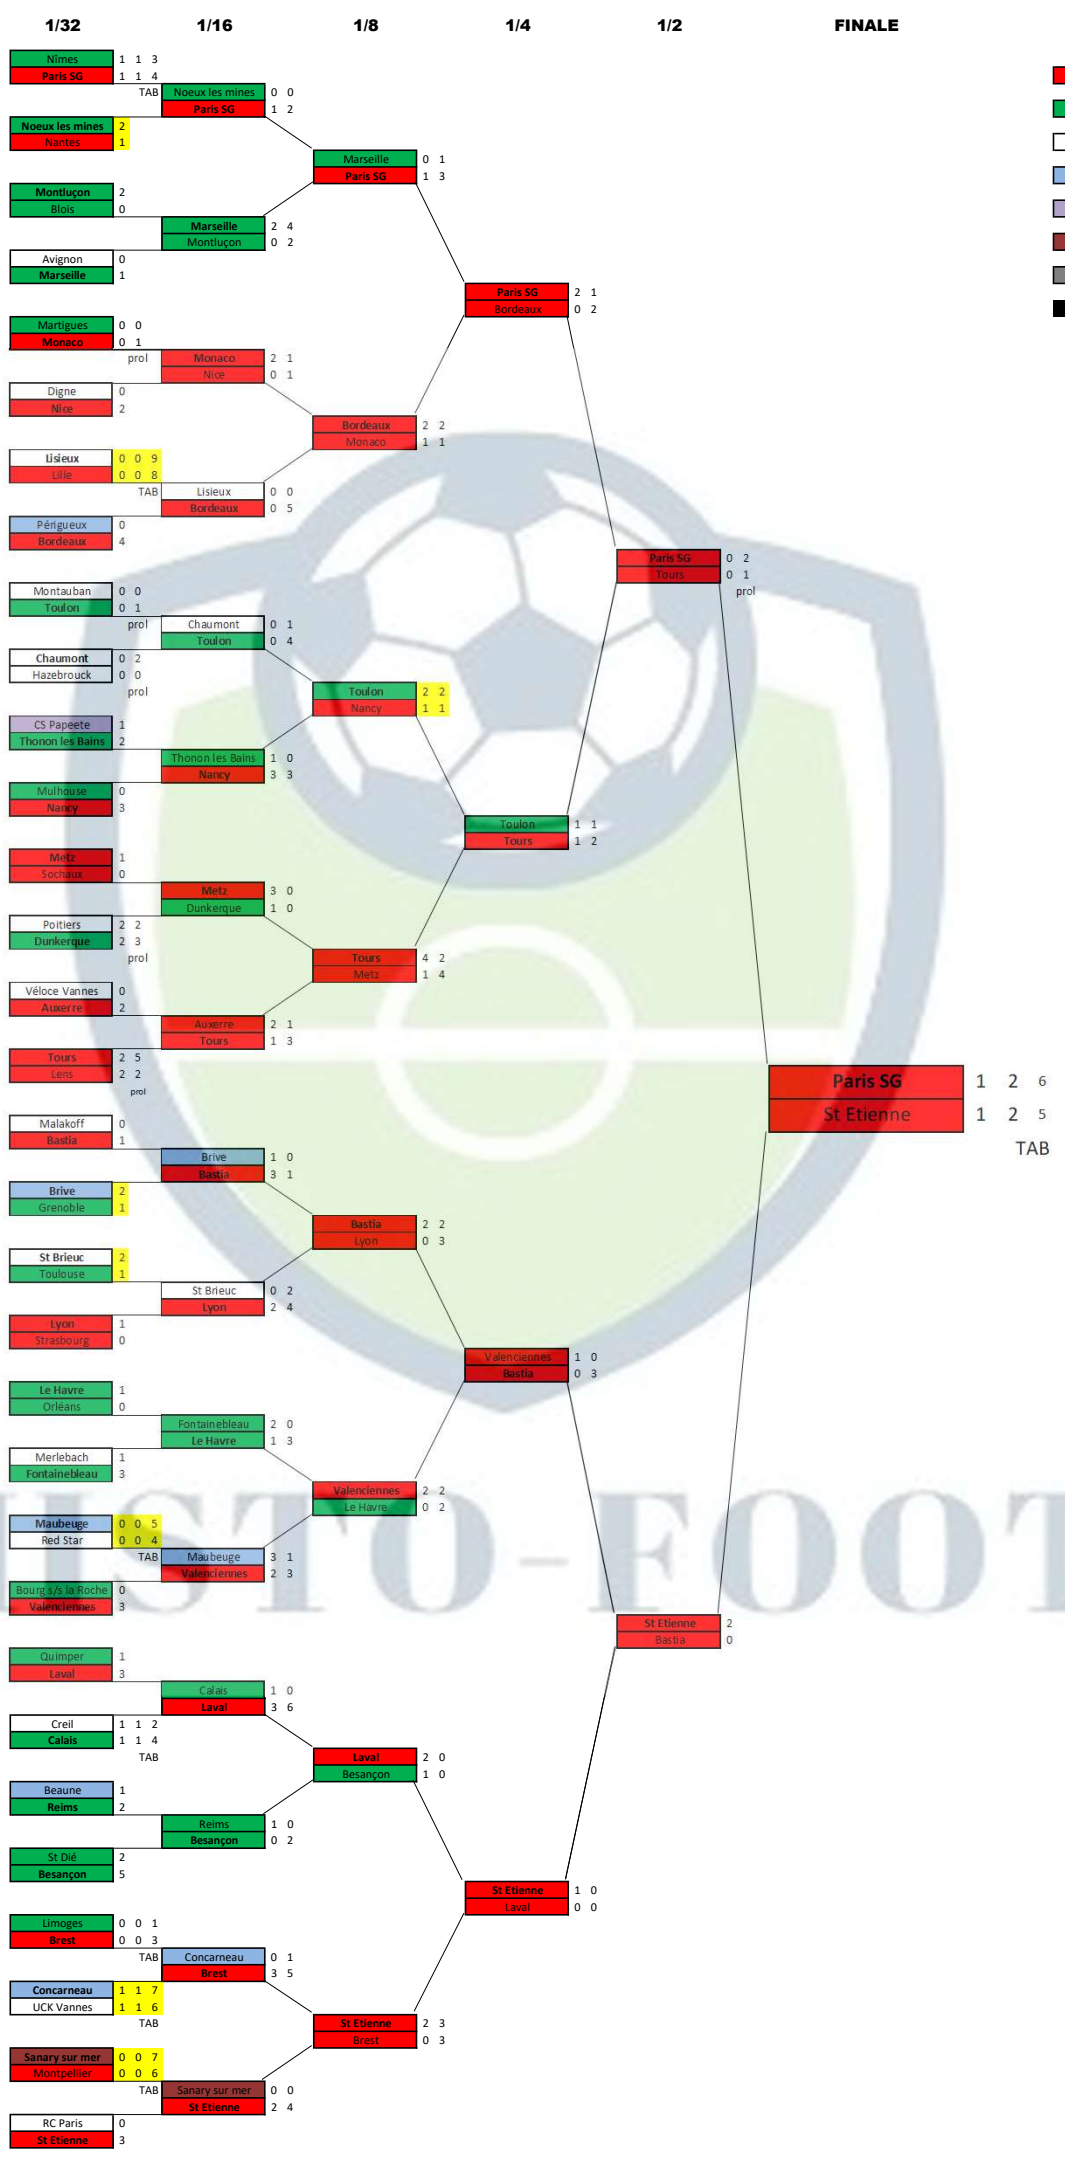 1/32 1/16 1/8 1/4 1/2 FINALE
Nîmes 1 1 3
Paris SG 1 1 4
TAB
Noeux les mines 0 0
Paris SG 1 2
Noeux les mines 2
Nantes 1
Marseille 0 1
Paris SG 1 3
Montluçon 2
Blois 0
Marseille 2 4
Montluçon 0 2
Avignon 0
Marseille 1
Paris SG 2 1
Bordeaux 0 2
Martigues 0 0
Monaco 0 1
prol
Monaco 2 1
Nice 0 1
Digne 0
Nice 2
Bordeaux 2 2
Monaco 1 1
Lisieux 0 0 9
Lille 0 0 8
TAB
Lisieux 0 0
Bordeaux 0 5
Périgueux 0
Bordeaux 4
Paris SG 0 2
Tours 0 1
prol
Montauban 0 0
Toulon 0 1
prol
Chaumont 0 1
Toulon 0 4
Chaumont 0 2
Hazebrouck 0 0
prol
Toulon 2 2
Nancy 1 1
CS Papeete 1
Thonon les Bains 2
Thonon les Bains 1 0
Nancy 3 3
Mulhouse 0
Nancy 3
Toulon 1 1
Tours 1 2
Metz 1
Sochaux 0
Metz 3 0
Dunkerque 1 0
Poitiers 2 2
Dunkerque 2 3
prol
Tours 4 2
Metz 1 4
Véloce Vannes 0
Auxerre 2
Auxerre 2 1
Tours 1 3
Tours 2 5
Lens 2 2
prol
Paris SG 1 2 6
St Etienne 1 2 5
TAB
Malakoff 0
Bastia 1
Brive 1 0
Bastia 3 1
Brive 2
Grenoble 1
Bastia 2 2
Lyon 0 3
St Brieuc 2
Toulouse 1
St Brieuc 0 2
Lyon 2 4
Lyon 1
Strasbourg 0
Valenciennes 1 0
Bastia 0 3
Le Havre 1
Orléans 0
Fontainebleau 2 0
Le Havre 1 3
Merlebach 1
Fontainebleau 3
Valenciennes 2 2
Le Havre 0 2
Maubeuge 0 0 5
Red Star 0 0 4
TAB
Maubeuge 3 1
Valenciennes 2 3
Bourg s/s la Roche 0
Valenciennes 3
HISTO-FOOT
St Etienne 2
Bastia 0
Quimper 1
Laval 3
Calais 1 0
Laval 3 6
Creil 1 1 2
Calais 1 1 4
TAB
Laval 2 0
Besançon 1 0
Beaune 1
Reims 2
Reims 1 0
Besançon 0 2
St Dié 2
Besançon 5
St Etienne 1 0
Laval 0 0
Limoges 0 0 1
Brest 0 0 3
TAB
Concarneau 0 1
Brest 3 5
Concarneau 1 1 7
UCK Vannes 1 1 6
TAB
St Etienne 2 3
Brest 0 3
Sanary sur mer 0 0 7
Montpellier 0 0 6
TAB
Sanary sur mer 0 0
St Etienne 2 4
RC Paris 0
St Etienne 3